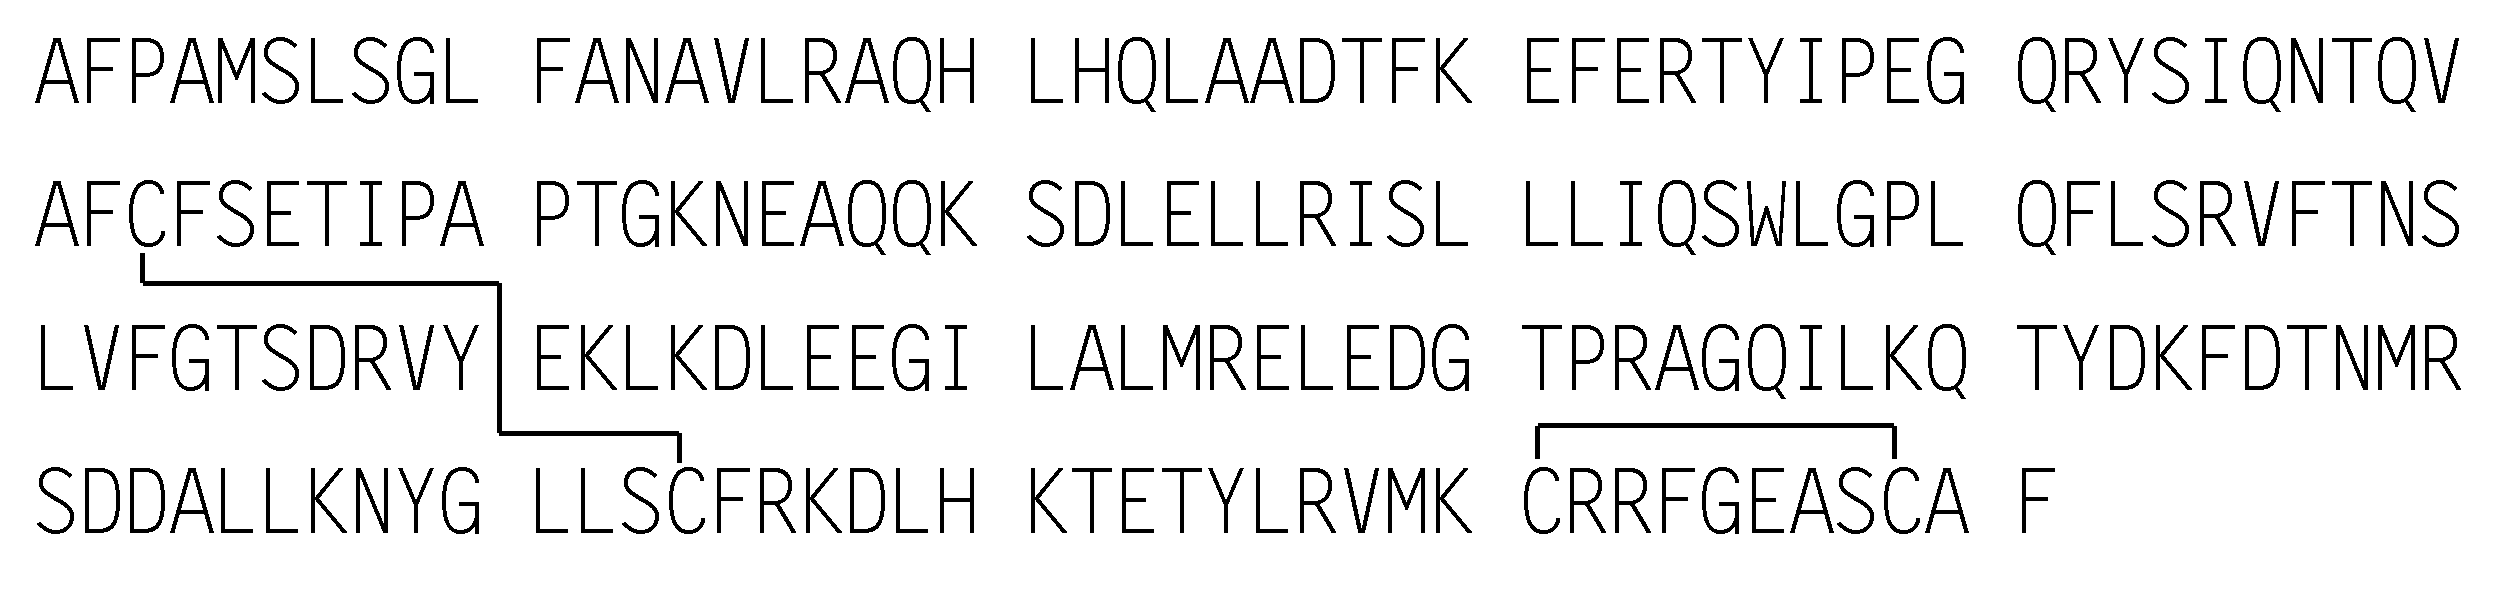 AFPAMSLSGL FANAVLRAQH LHQLAADTFK EFERTYIPEG QRYSIQNTQV
AFCFSETIPA PTGKNEAQQK SDLELLRISL LLIQSWLGPL QFLSRVFTNS
LVFGTSDRVY EKLKDLEEGI LALMRELEDG TPRAGQILKQ TYDKFDTNMR
SDDALLKNYG LLSCFRKDLH KTETYLRVMK CRRFGEASCA F